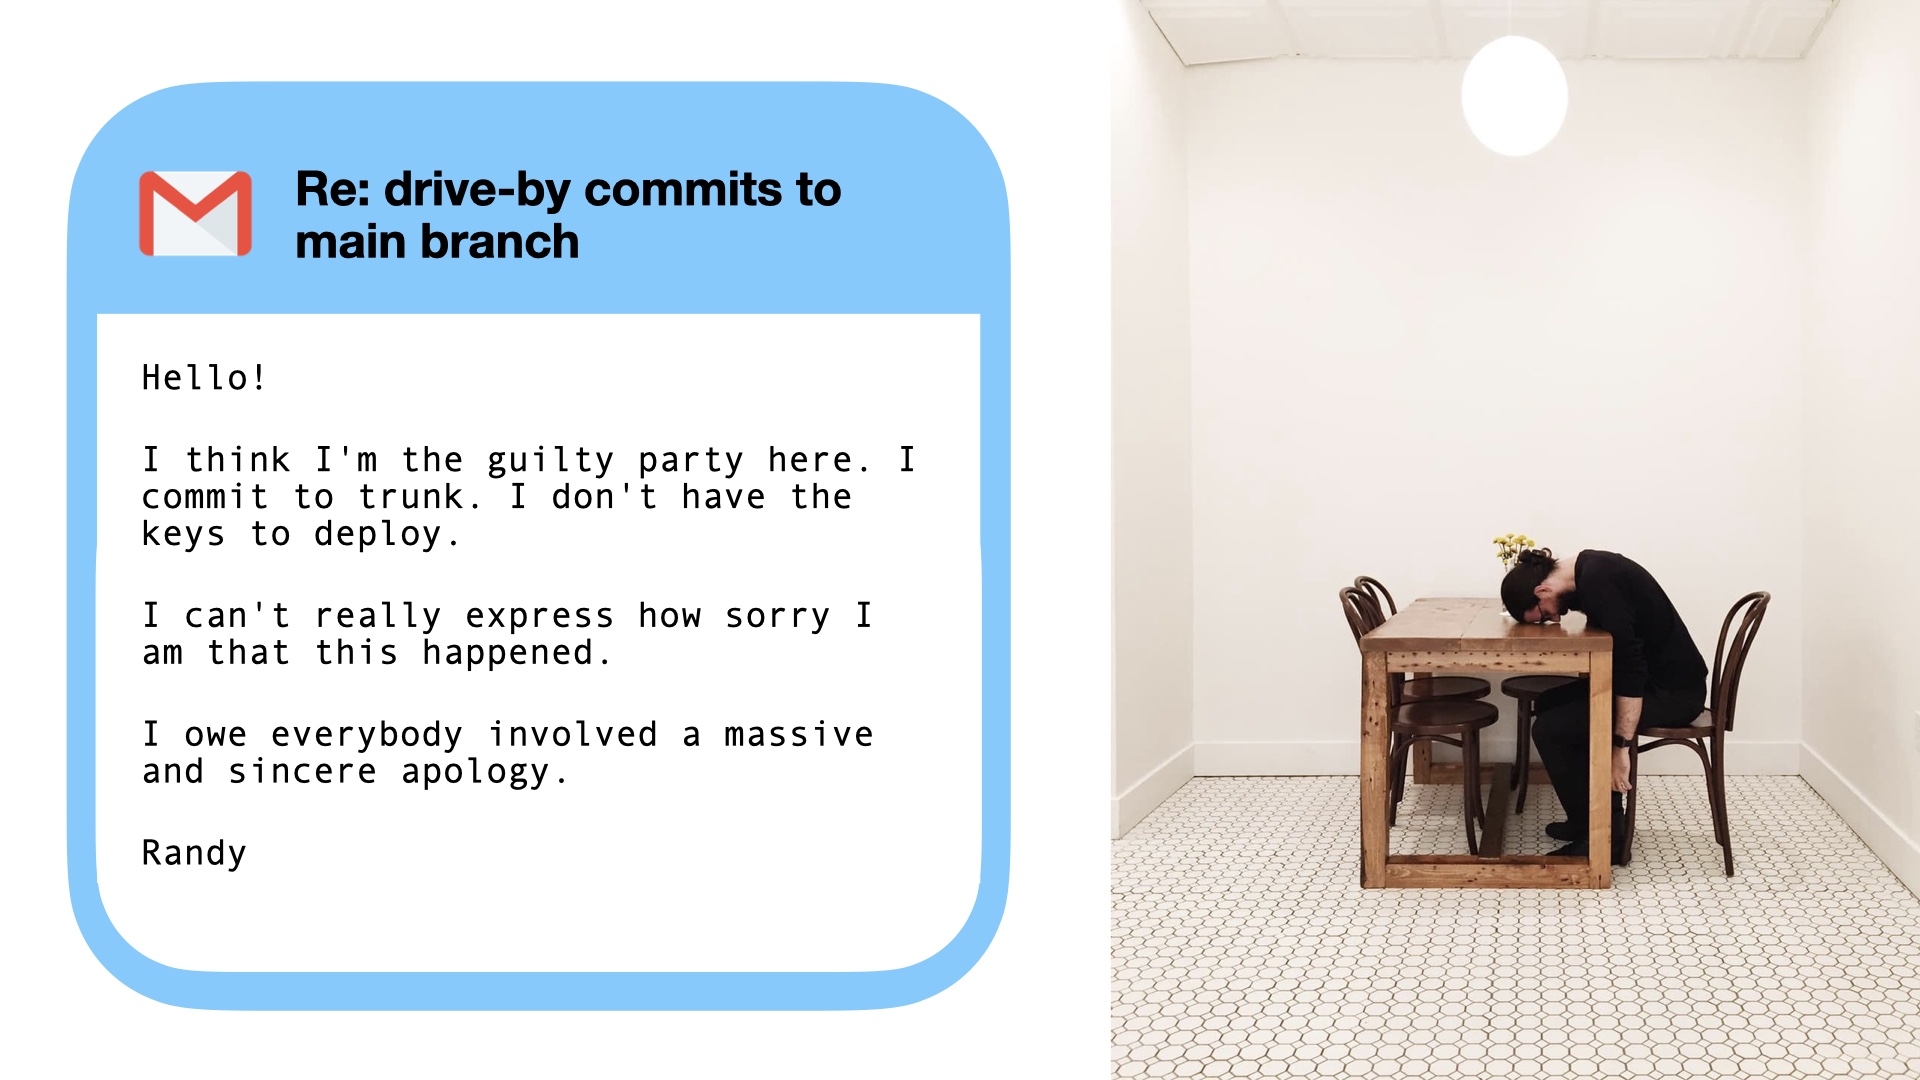 Re: drive-by commits to
main branch
Hello!
I think I'm the guilty party here. I
commit to trunk. I don't have the
keys to deploy.
I can't really express how sorry I
am that this happened.
I owe everybody involved a massive
and sincere apology.
Randy